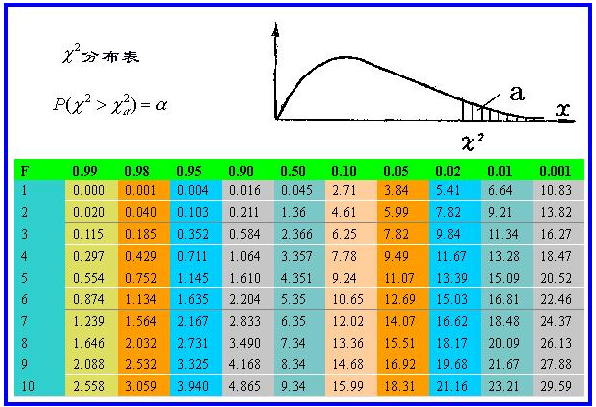 χ²分布表
P(χ² > χ²α) = α
a
x
χ²
F 0.99 0.98 0.95 0.90 0.50 0.10 0.05 0.02 0.01 0.001
1 0.000 0.001 0.004 0.016 0.045 2.71 3.84 5.41 6.64 10.83
2 0.020 0.040 0.103 0.211 1.36 4.61 5.99 7.82 9.21 13.82
3 0.115 0.185 0.352 0.584 2.366 6.25 7.82 9.84 11.34 16.27
4 0.297 0.429 0.711 1.064 3.357 7.78 9.49 11.67 13.28 18.47
5 0.554 0.752 1.145 1.610 4.351 9.24 11.07 13.39 15.09 20.52
6 0.874 1.134 1.635 2.204 5.35 10.65 12.69 15.03 16.81 22.46
7 1.239 1.564 2.167 2.833 6.35 12.02 14.07 16.62 18.48 24.37
8 1.646 2.032 2.731 3.490 7.34 13.36 15.51 18.17 20.09 26.13
9 2.088 2.532 3.325 4.168 8.34 14.68 16.92 19.68 21.67 27.88
10 2.558 3.059 3.940 4.865 9.34 15.99 18.31 21.16 23.21 29.59